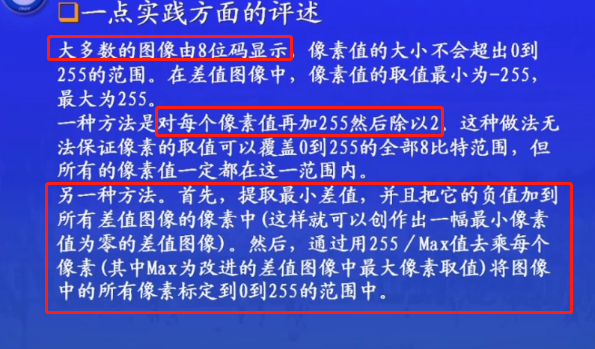 一点实践方面的评述
大多数的图像由8位码显示，像素值的大小不会超出0到
255的范围。在差值图像中，像素值的取值最小为-255，
最大为255。
一种方法是对每个像素值再加255然后除以2，这种做法无
法保证像素的取值可以覆盖0到255的全部8比特范围，但
所有的像素值一定都在这一范围内。
另一种方法。首先，提取最小差值，并且把它的负值加到
所有差值图像的像素中(这样就可以创作出一幅最小像素
值为零的差值图像)。然后，通过用255／Max值去乘每个
像素(其中Max为改进的差值图像中最大像素取值)将图像
中的所有像素标定到0到255的范围中。